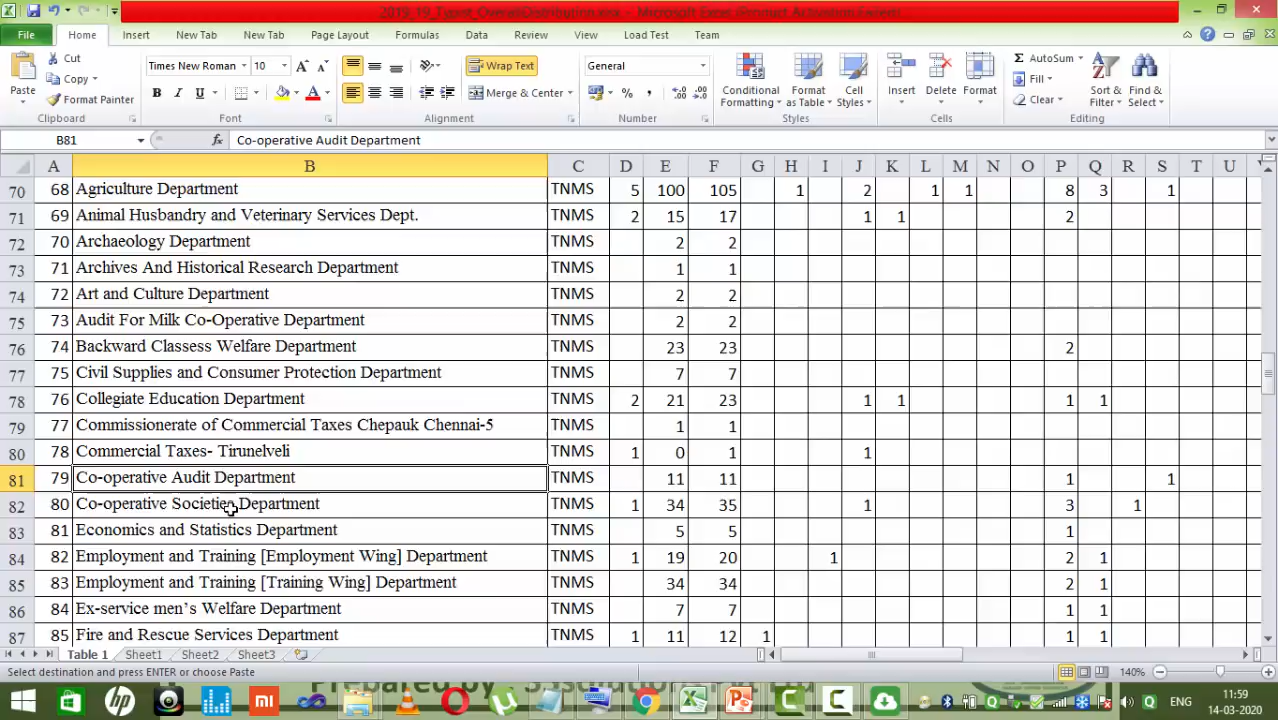 2019_19_Typist_OverallDistribution.xlsx - Microsoft Excel (Product Activation
File Home Insert New Tab New Tab Page Layout Formulas Data Review View Load Test Team
Cut Times New Roman 10 Wrap Text General AutoSum
Copy Fill
Paste Format Painter Merge & Center Conditional Formatting Format as Table Cell Styles Insert Delete Format Clear Sort & Filter Find & Select
Clipboard Font Alignment Number Styles Cells Editing
B81 fx Co-operative Audit Department
A B C D E F G H I J K L M N O P Q R S T U
70 68 Agriculture Department TNMS 5 100 105 1 2 1 1 8 3 1
71 69 Animal Husbandry and Veterinary Services Dept. TNMS 2 15 17 1 1 2
72 70 Archaeology Department TNMS 2 2
73 71 Archives And Historical Research Department TNMS 1 1
74 72 Art and Culture Department TNMS 2 2
75 73 Audit For Milk Co-Operative Department TNMS 2 2
76 74 Backward Classess Welfare Department TNMS 23 23 2
77 75 Civil Supplies and Consumer Protection Department TNMS 7 7
78 76 Collegiate Education Department TNMS 2 21 23 1 1 1 1
79 77 Commissionerate of Commercial Taxes Chepauk Chennai-5 TNMS 1 1
80 78 Commercial Taxes- Tirunelveli TNMS 1 0 1 1
81 79 Co-operative Audit Department TNMS 11 11 1 1
82 80 Co-operative Societies Department TNMS 1 34 35 1 3 1
83 81 Economics and Statistics Department TNMS 5 5 1
84 82 Employment and Training [Employment Wing] Department TNMS 1 19 20 1 2 1
85 83 Employment and Training [Training Wing] Department TNMS 34 34 2 1
86 84 Ex-service men’s Welfare Department TNMS 7 7 1 1
87 85 Fire and Rescue Services Department TNMS 1 11 12 1 1 1
Table 1 Sheet1 Sheet2 Sheet3
Select destination and press ENTER or choose Paste 140%
Prepared by
ENG 11:59
14-03-2020